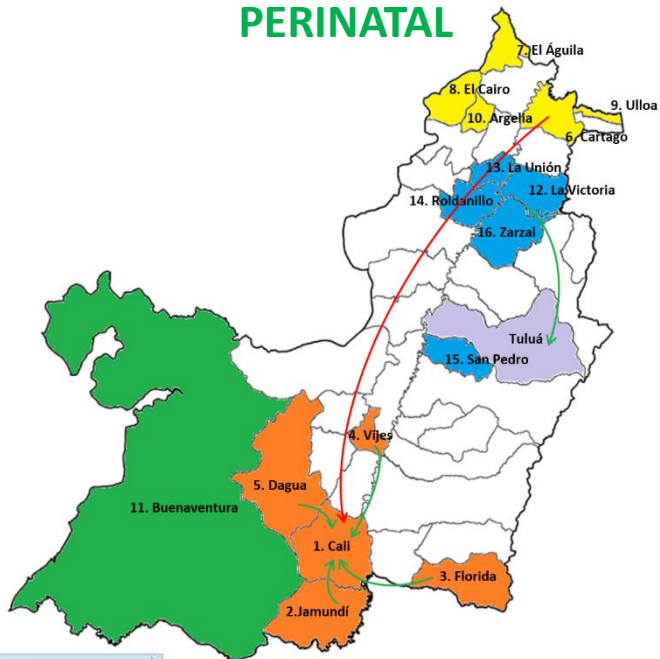 PERINATAL
7. El Águila
8. El Cairo
9. Ulloa
10. Argelia
6. Cartago
13. La Unión
12. La Victoria
14. Roldanillo
16. Zarzal
Tuluá
15. San Pedro
4. Vijes
5. Dagua
11. Buenaventura
1. Cali
3. Florida
2.Jamundí